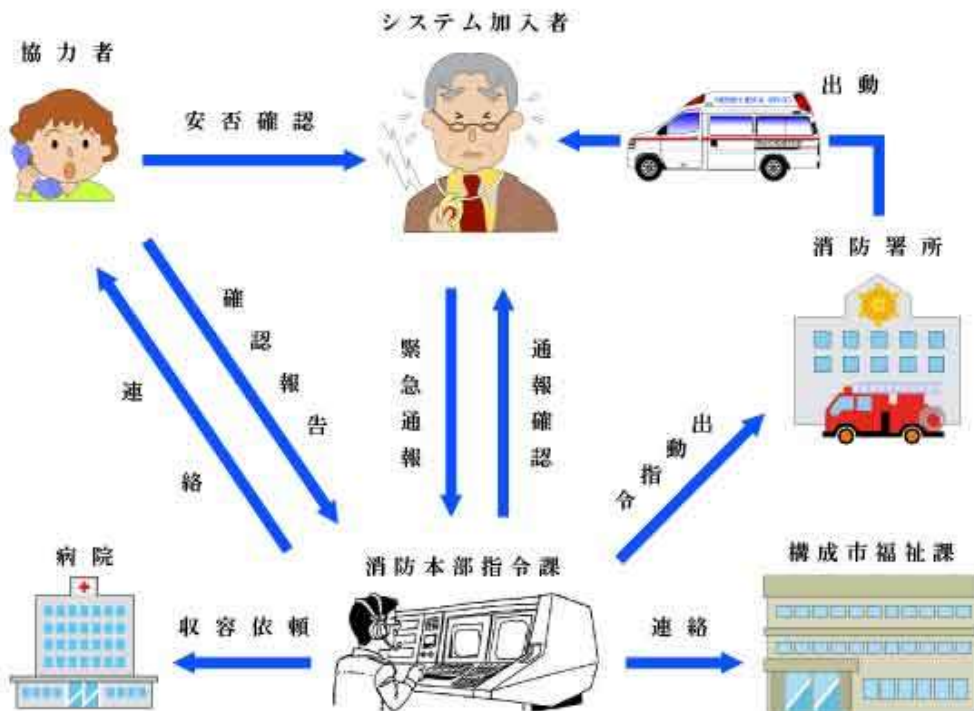 システム加入者
協力者
出動
安否確認
消防署所
確認報告
連絡
緊急通報
通報確認
出動指令
病院
消防本部指令課
構成市福祉課
収容依頼
連絡